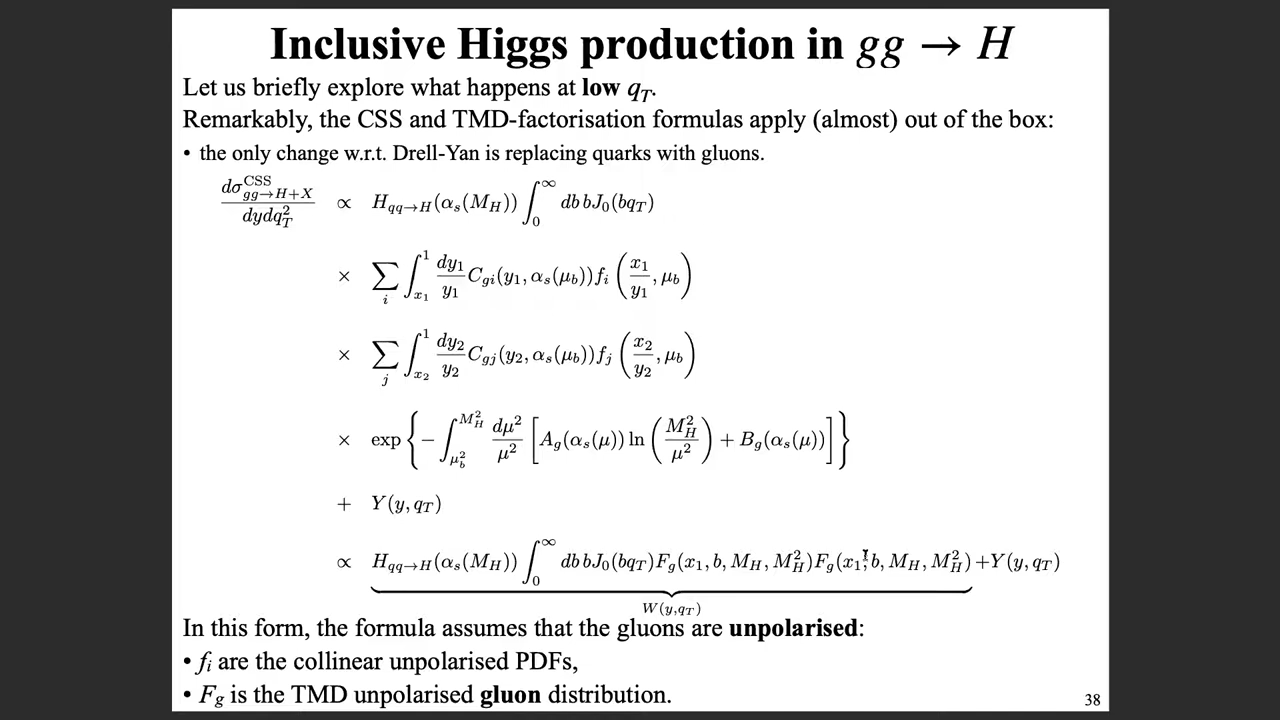 Inclusive Higgs production in gg → H
Let us briefly explore what happens at low q_T.
Remarkably, the CSS and TMD-factorisation formulas apply (almost) out of the box:
• the only change w.r.t. Drell-Yan is replacing quarks with gluons.
dσ^CSS_{gg→H+X} / dydq_T^2 ∝ H_{qq→H}(α_s(M_H)) ∫_0^∞ db b J_0(bq_T)
× ∑_i ∫_{x_1}^1 dy_1/y_1 C_{gi}(y_1, α_s(μ_b)) f_i (x_1/y_1, μ_b)
× ∑_j ∫_{x_2}^1 dy_2/y_2 C_{gj}(y_2, α_s(μ_b)) f_j (x_2/y_2, μ_b)
× exp { − ∫_{μ_b^2}^{M_H^2} dμ^2/μ^2 [ A_g(α_s(μ)) ln ( M_H^2/μ^2 ) + B_g(α_s(μ)) ] }
+ Y(y, q_T)
∝ H_{qq→H}(α_s(M_H)) ∫_0^∞ db b J_0(bq_T) F_g(x_1, b, M_H, M_H^2) F_g(x_1, b, M_H, M_H^2) + Y(y, q_T)
W(y,q_T)
In this form, the formula assumes that the gluons are unpolarised:
• f_i are the collinear unpolarised PDFs,
• F_g is the TMD unpolarised gluon distribution.
38